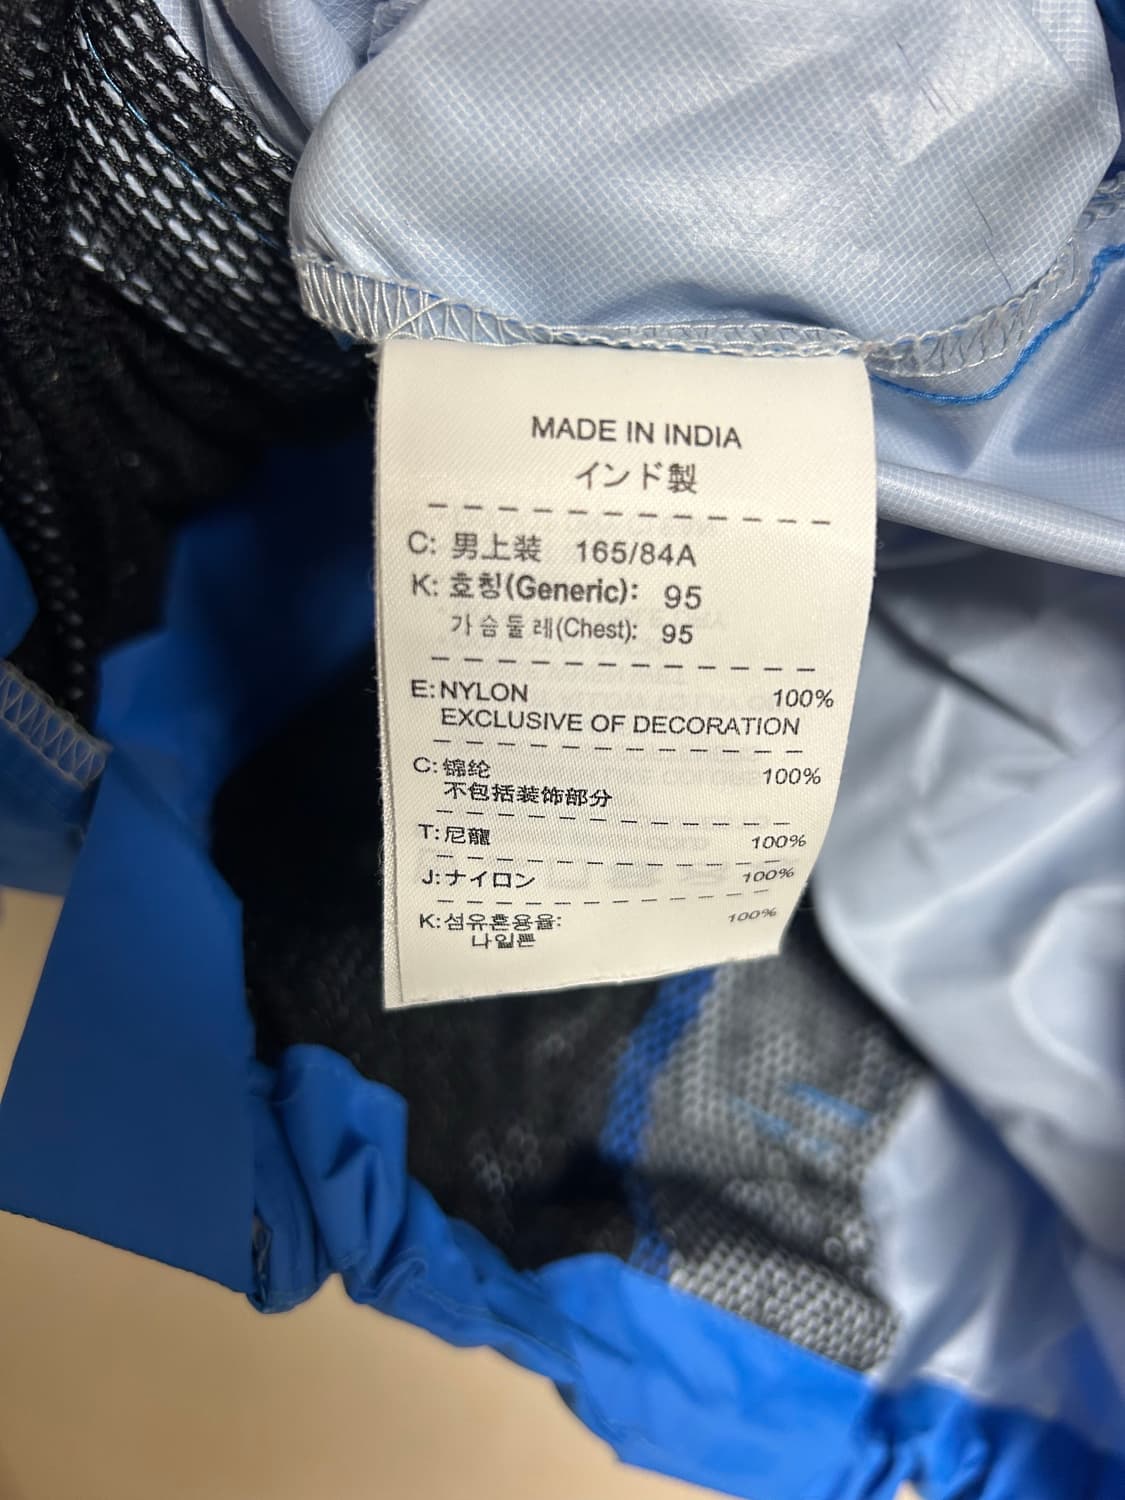 MADE IN INDIA
インド製
C: 男上装 165/84A
K: 호칭(Generic): 95
가슴둘레(Chest): 95
E: NYLON 100%
EXCLUSIVE OF DECORATION
C: 锦纶 100%
不包括装饰部分
T: 尼龍 100%
J: ナイロン 100%
K: 섬유혼용율: 100%
나일론